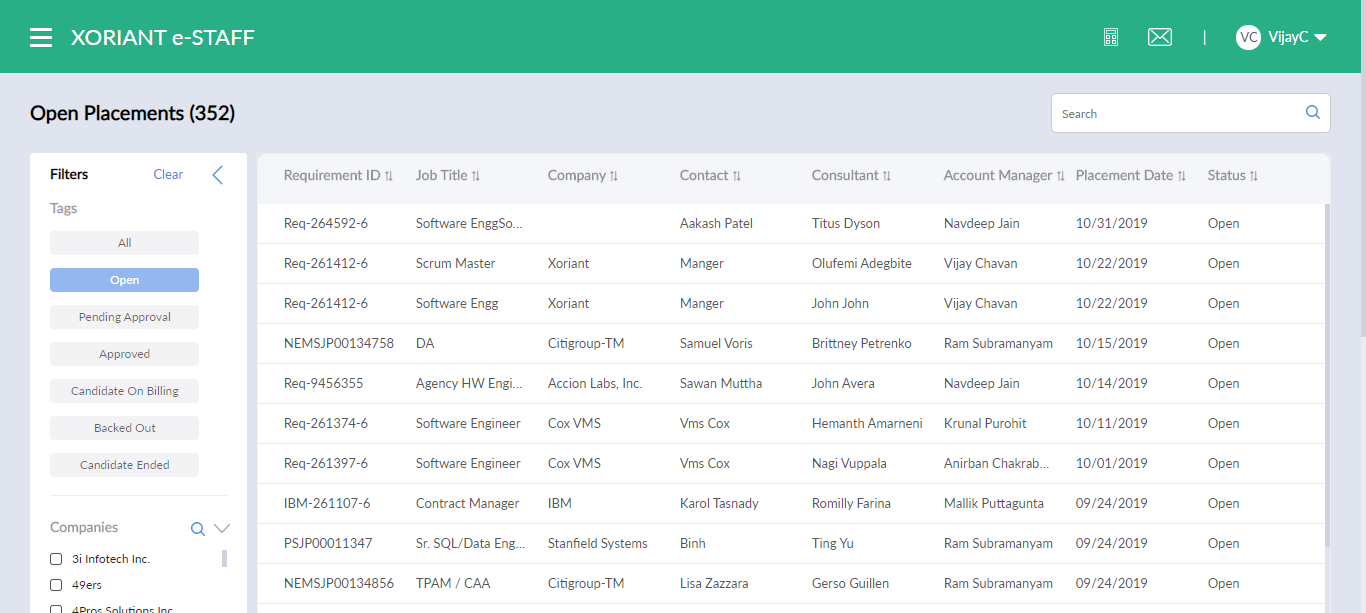 XORIANT e-STAFF
VC VijayC
Open Placements (352)
Search
Filters Clear
Tags
All
Open
Pending Approval
Approved
Candidate On Billing
Backed Out
Candidate Ended
Companies
3i Infotech Inc.
49ers
4Pros Solutions Inc
Requirement ID Job Title Company Contact Consultant Account Manager Placement Date Status
Req-264592-6 Software EnggSo... Aakash Patel Titus Dyson Navdeep Jain 10/31/2019 Open
Req-261412-6 Scrum Master Xoriant Manger Olufemi Adegbite Vijay Chavan 10/22/2019 Open
Req-261412-6 Software Engg Xoriant Manger John John Vijay Chavan 10/22/2019 Open
NEMSJP00134758 DA Citigroup-TM Samuel Voris Brittney Petrenko Ram Subramanyam 10/15/2019 Open
Req-9456355 Agency HW Engi... Accion Labs, Inc. Sawan Muttha John Avera Navdeep Jain 10/14/2019 Open
Req-261374-6 Software Engineer Cox VMS Vms Cox Hemanth Amarneni Krunal Purohit 10/11/2019 Open
Req-261397-6 Software Engineer Cox VMS Vms Cox Nagi Vuppala Anirban Chakrab... 10/01/2019 Open
IBM-261107-6 Contract Manager IBM Karol Tasnady Romilly Farina Mallik Puttagunta 09/24/2019 Open
PSJP00011347 Sr. SQL/Data Eng... Stanfield Systems Binh Ting Yu Ram Subramanyam 09/24/2019 Open
NEMSJP00134856 TPAM / CAA Citigroup-TM Lisa Zazzara Gerso Guillen Ram Subramanyam 09/24/2019 Open